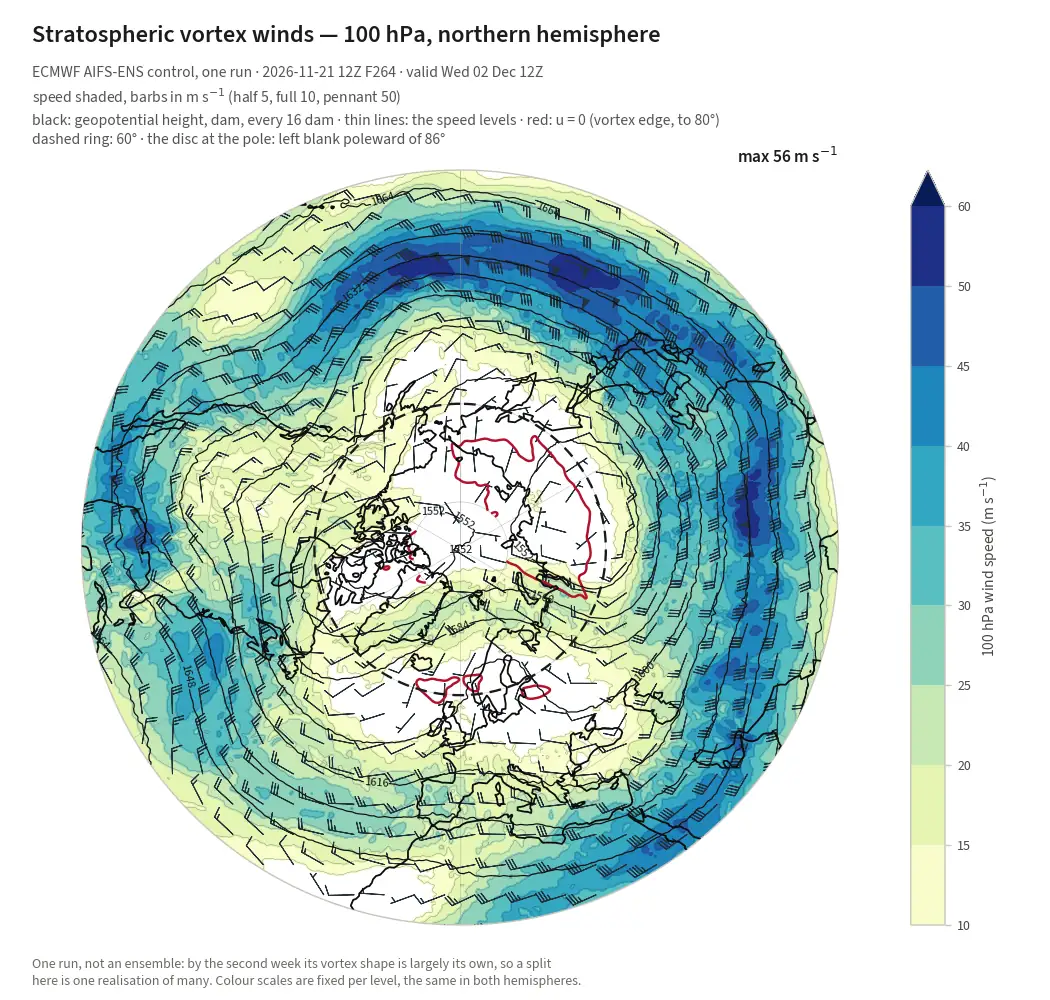 Stratospheric vortex winds — 100 hPa, northern hemisphere
ECMWF AIFS-ENS control, one run · 2026-11-21 12Z F264 · valid Wed 02 Dec 12Z
speed shaded, barbs in m s⁻¹ (half 5, full 10, pennant 50)
black: geopotential height, dam, every 16 dam · thin lines: the speed levels · red: u = 0 (vortex edge, to 80°)
dashed ring: 60° · the disc at the pole: left blank poleward of 86°
max 56 m s⁻¹
1664
1632
1552
1552
1552
1584
1648
1616
1600
60
50
45
40
35
30
25
20
15
10
100 hPa wind speed (m s⁻¹)
One run, not an ensemble: by the second week its vortex shape is largely its own, so a split
here is one realisation of many. Colour scales are fixed per level, the same in both hemispheres.